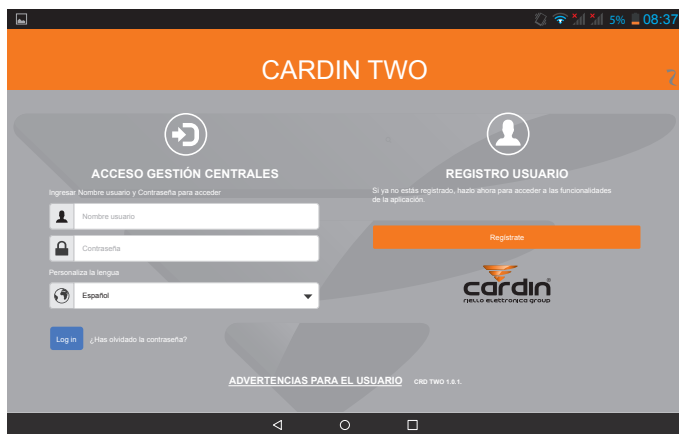 5% 08:37
CARDIN TWO
ACCESO GESTIÓN CENTRALES
Ingresar Nombre usuario y Contraseña para acceder
Nombre usuario
Contraseña
Personaliza la lengua
Español
Log in ¿Has olvidado la contraseña?
REGISTRO USUARIO
Si ya no estás registrado, hazlo ahora para acceder a las funcionalidades
de la aplicación.
Registrate
cardin
riello elettronica group
ADVERTENCIAS PARA EL USUARIO CRD TWO 1.0.1.